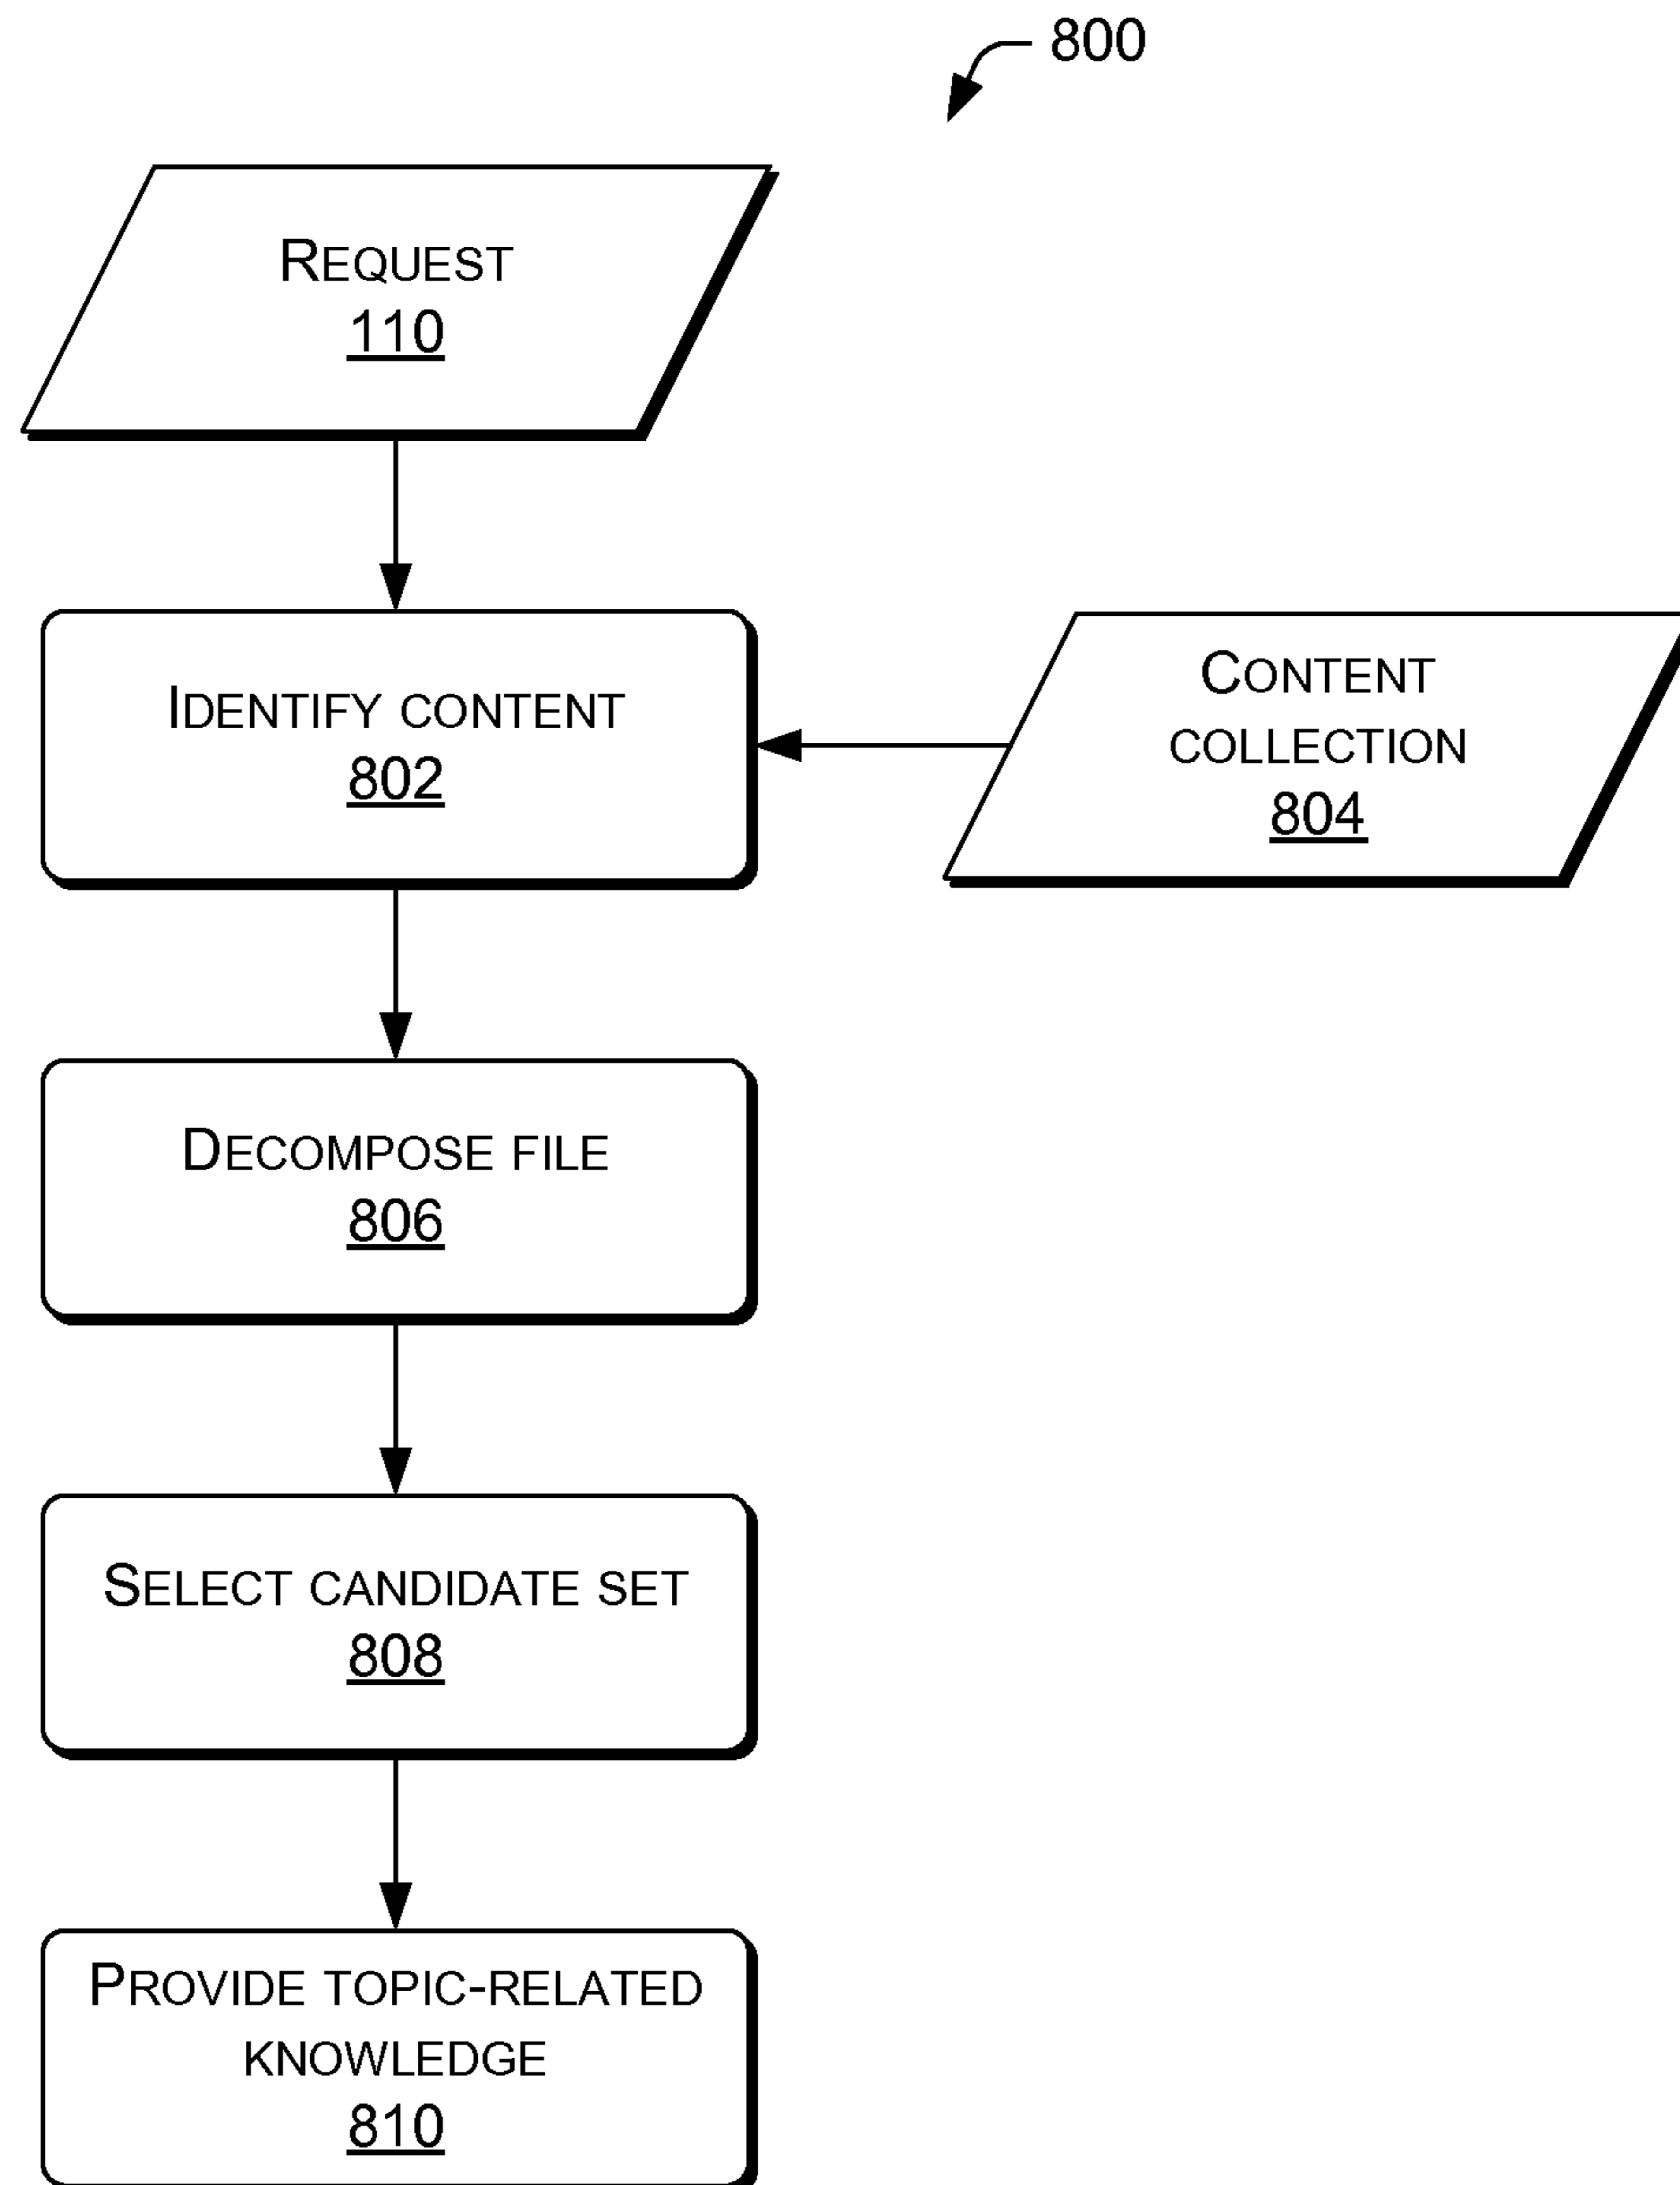 800
REQUEST
110
IDENTIFY CONTENT
802
CONTENT
COLLECTION
804
DECOMPOSE FILE
806
SELECT CANDIDATE SET
808
PROVIDE TOPIC-RELATED
KNOWLEDGE
810